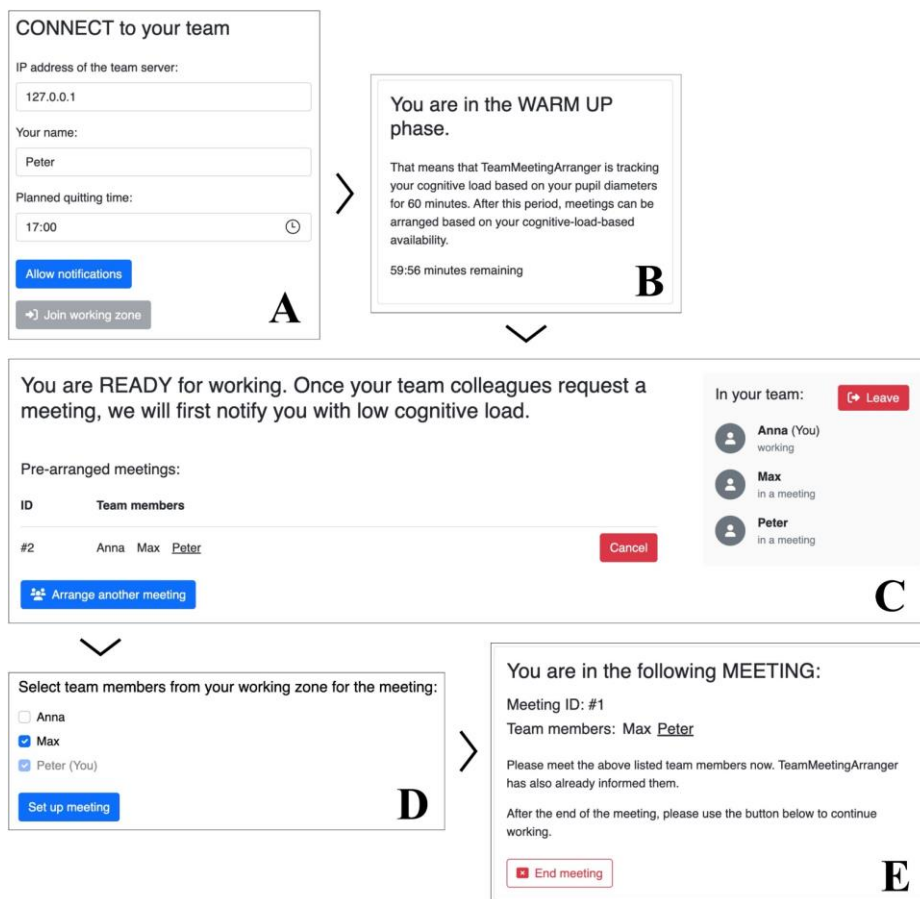 CONNECT to your team
IP address of the team server:
127.0.0.1
Your name:
Peter
Planned quitting time:
17:00
Allow notifications
Join working zone
A
You are in the WARM UP
phase.
That means that TeamMeetingArranger is tracking
your cognitive load based on your pupil diameters
for 60 minutes. After this period, meetings can be
arranged based on your cognitive-load-based
availability.
59:56 minutes remaining
B
You are READY for working. Once your team colleagues request a
meeting, we will first notify you with low cognitive load.
Pre-arranged meetings:
ID Team members
#2 Anna Max Peter Cancel
Arrange another meeting
In your team: Leave
Anna (You)
working
Max
in a meeting
Peter
in a meeting
C
Select team members from your working zone for the meeting:
Anna
Max
Peter (You)
Set up meeting
D
You are in the following MEETING:
Meeting ID: #1
Team members: Max Peter
Please meet the above listed team members now. TeamMeetingArranger
has also already informed them.
After the end of the meeting, please use the button below to continue
working.
End meeting
E